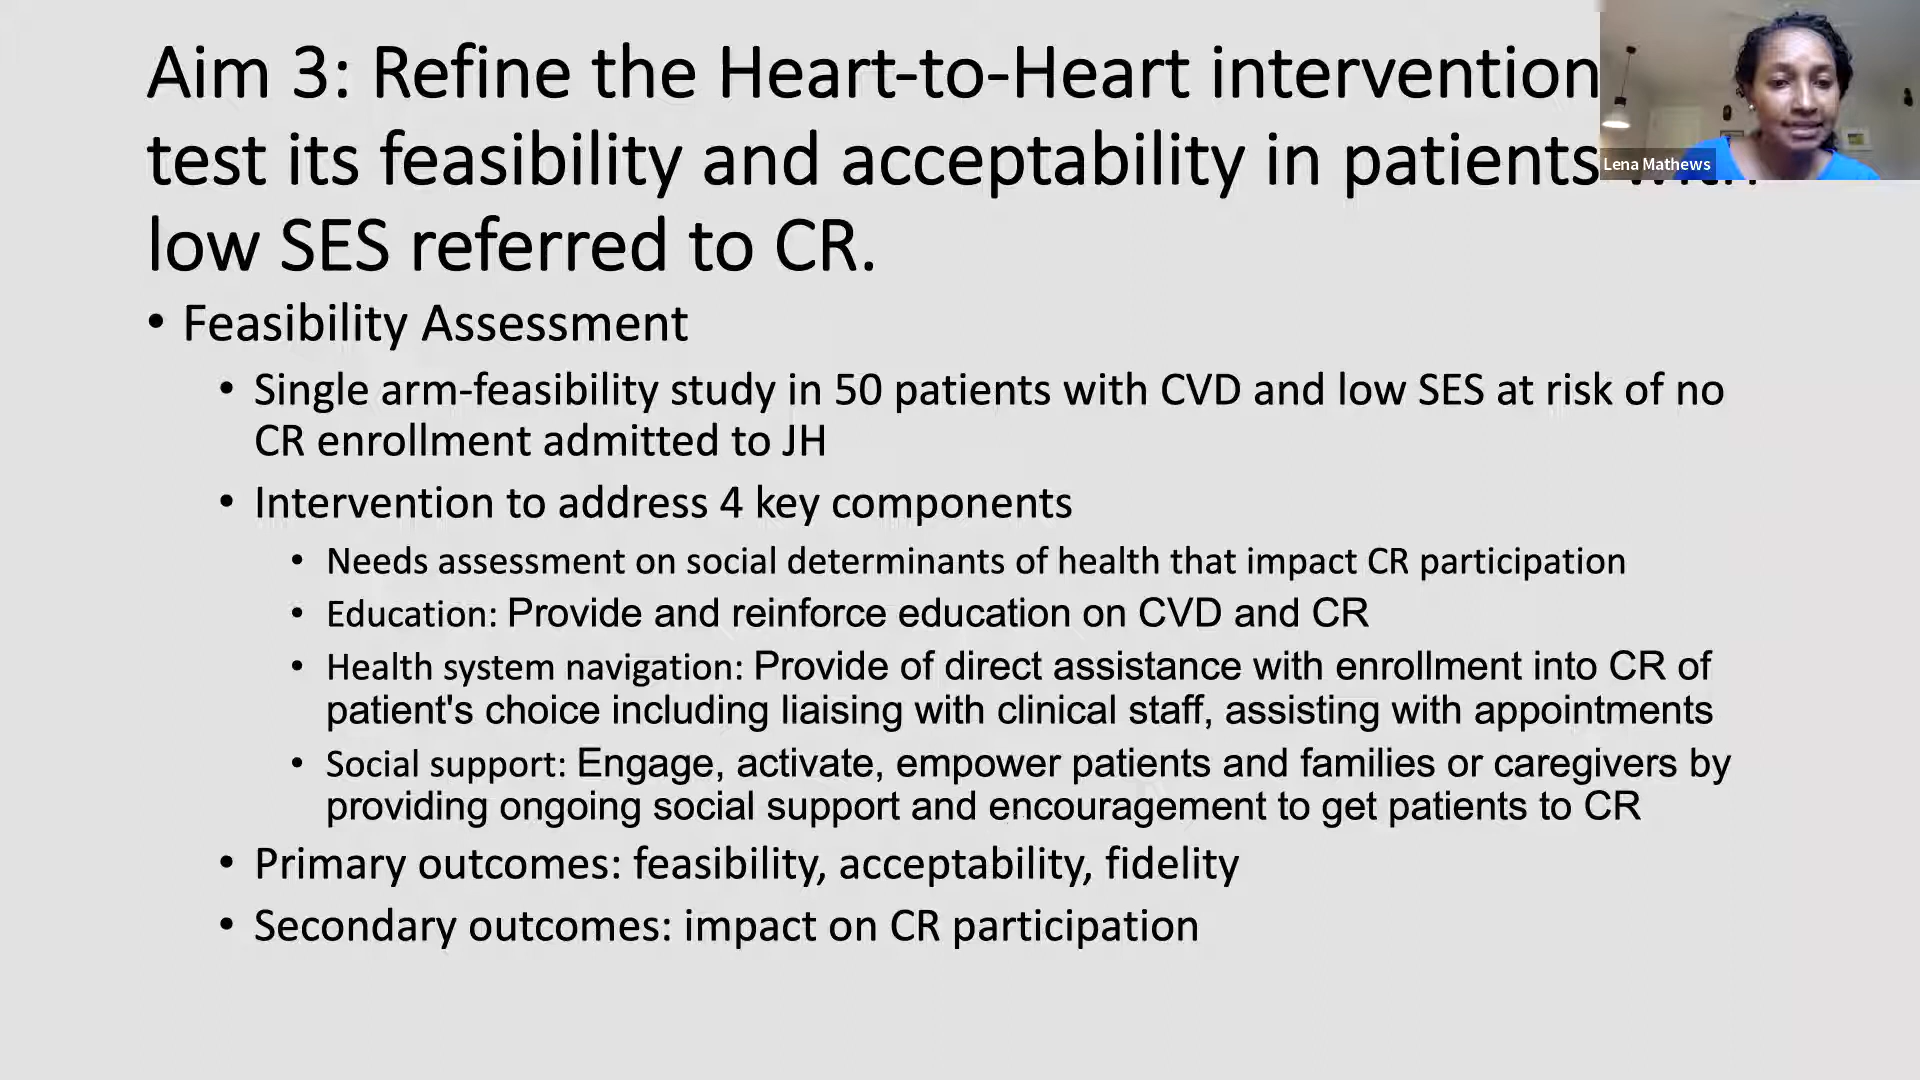 Aim 3: Refine the Heart-to-Heart intervention
test its feasibility and acceptability in patients
low SES referred to CR.
Lena Mathews
• Feasibility Assessment
• Single arm-feasibility study in 50 patients with CVD and low SES at risk of no
CR enrollment admitted to JH
• Intervention to address 4 key components
• Needs assessment on social determinants of health that impact CR participation
• Education: Provide and reinforce education on CVD and CR
• Health system navigation: Provide of direct assistance with enrollment into CR of
patient's choice including liaising with clinical staff, assisting with appointments
• Social support: Engage, activate, empower patients and families or caregivers by
providing ongoing social support and encouragement to get patients to CR
• Primary outcomes: feasibility, acceptability, fidelity
• Secondary outcomes: impact on CR participation